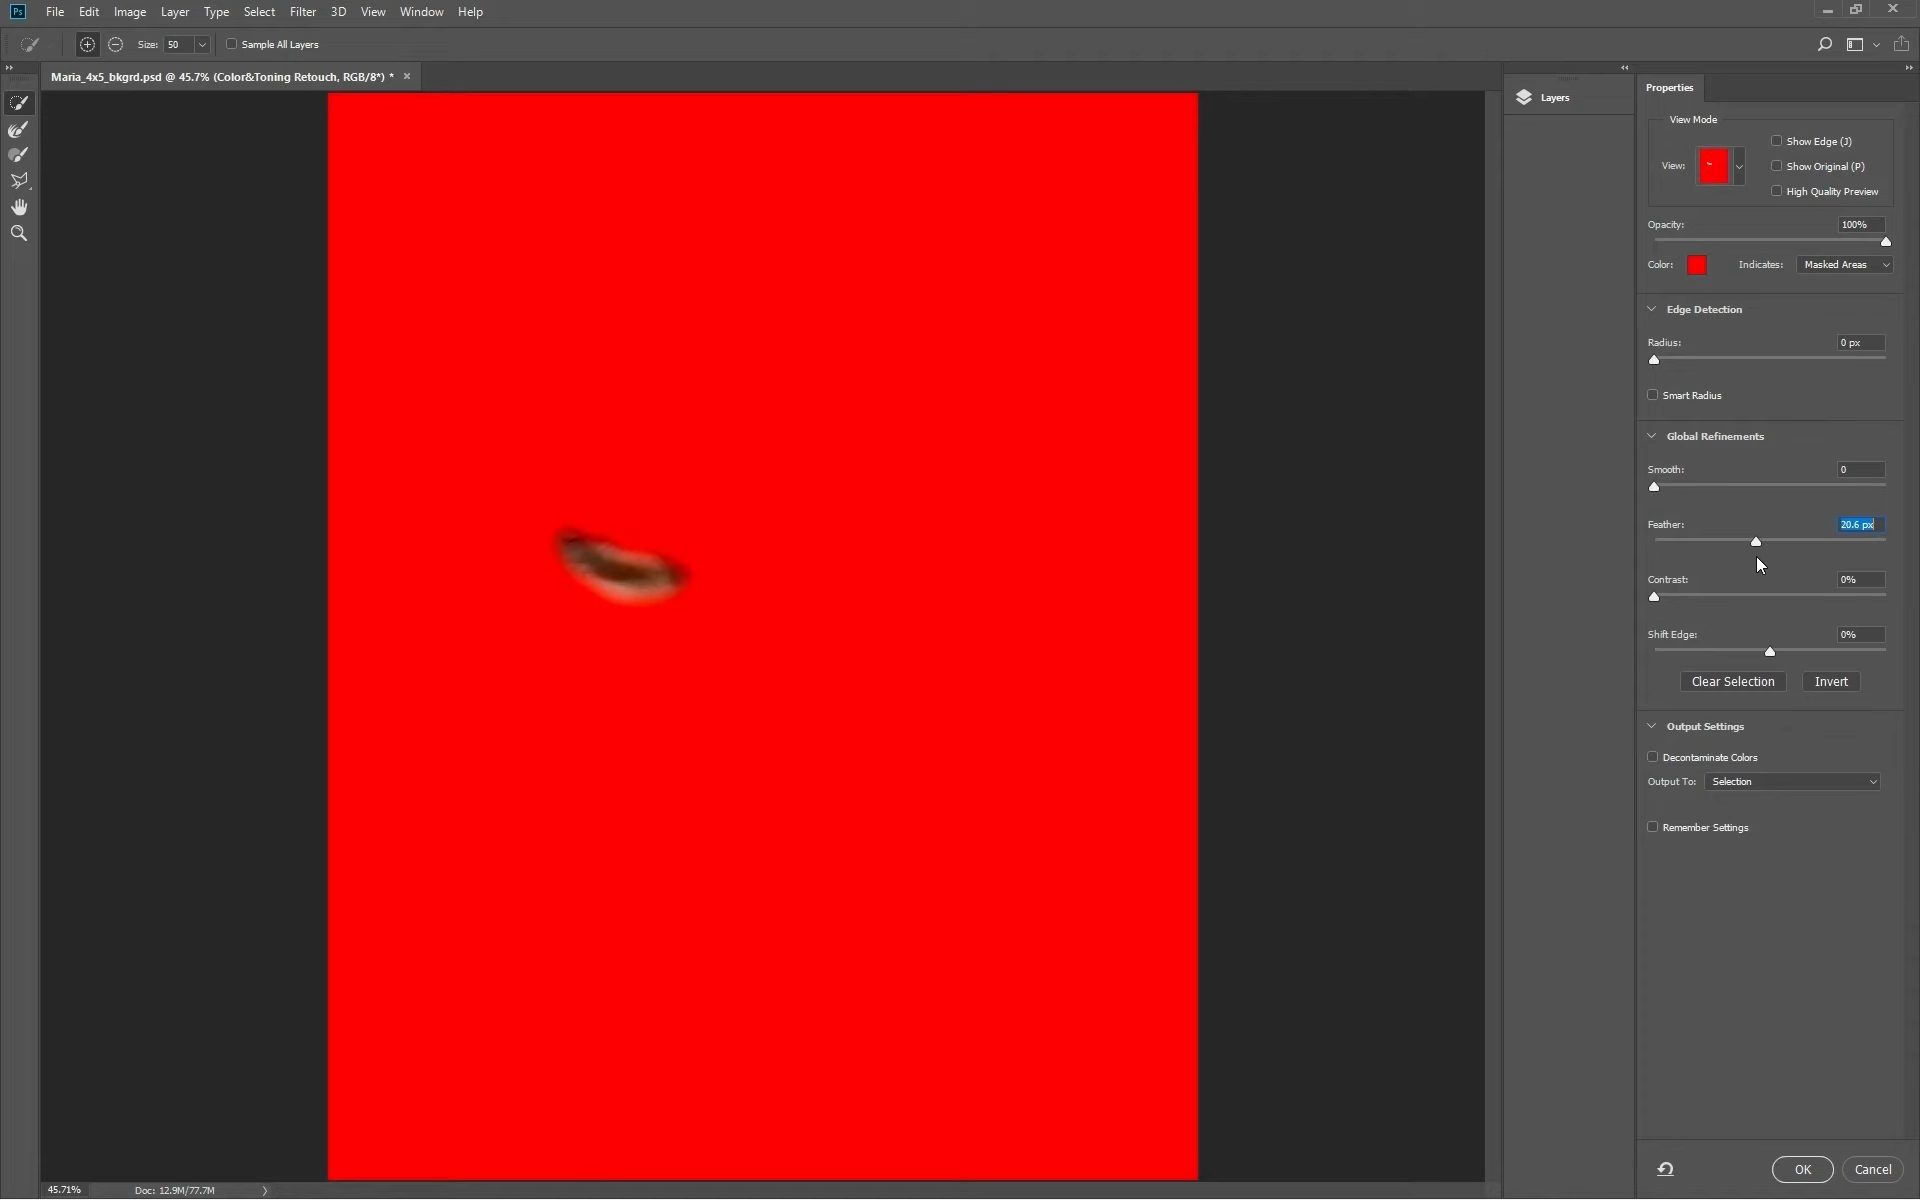 Ps File Edit Image Layer Type Select Filter 3D View Window Help
Size: 50 Sample All Layers
Maria_4x5_bkgrd.psd @ 45.7% (Color&Toning Retouch, RGB/8*) * ×
Layers
Properties
View Mode
View:
Show Edge (J)
Show Original (P)
High Quality Preview
Opacity: 100%
Color: Indicates: Masked Areas
Edge Detection
Radius: 0 px
Smart Radius
Global Refinements
Smooth: 0
Feather: 20.6 px
Contrast: 0%
Shift Edge: 0%
Clear Selection Invert
Output Settings
Decontaminate Colors
Output To: Selection
Remember Settings
OK Cancel
45.71% Doc: 12.9M/77.7M